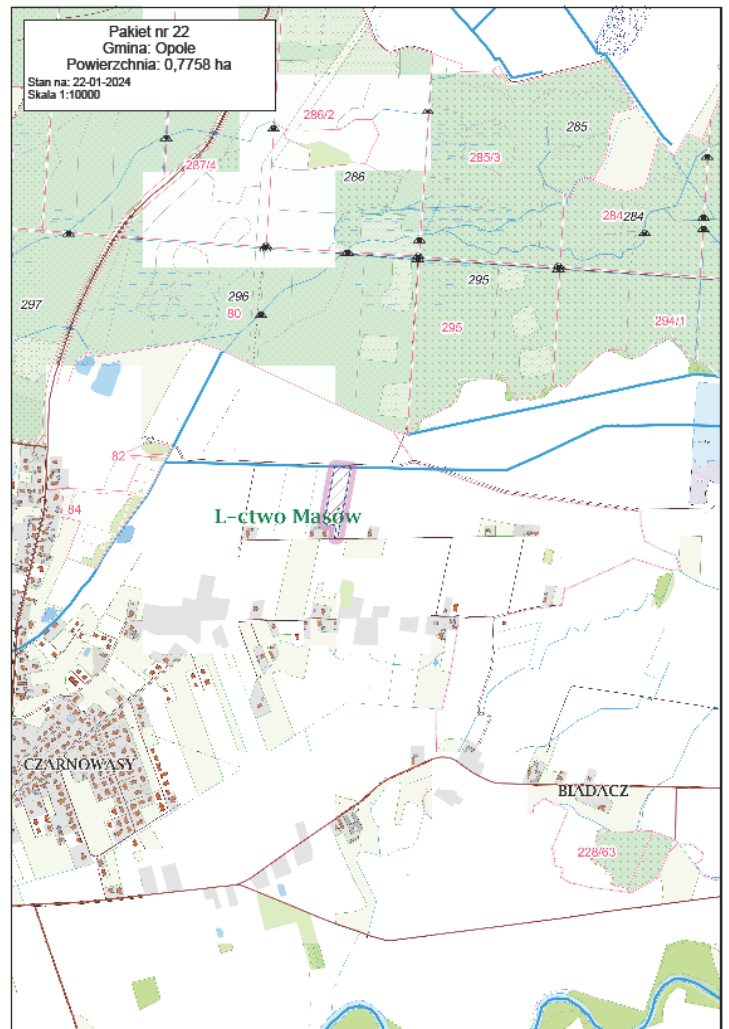 Pakiet nr 22
Gmina: Opole
Powierzchnia: 0,7758 ha
Stan na: 22-01-2024
Skala 1:10000
286/2
285
287/4
285/3
286
284
284
297
296
295
80
295
294/1
82
84
L-ctwo Masów
CZARNOWASY
BIADACZ
228/63